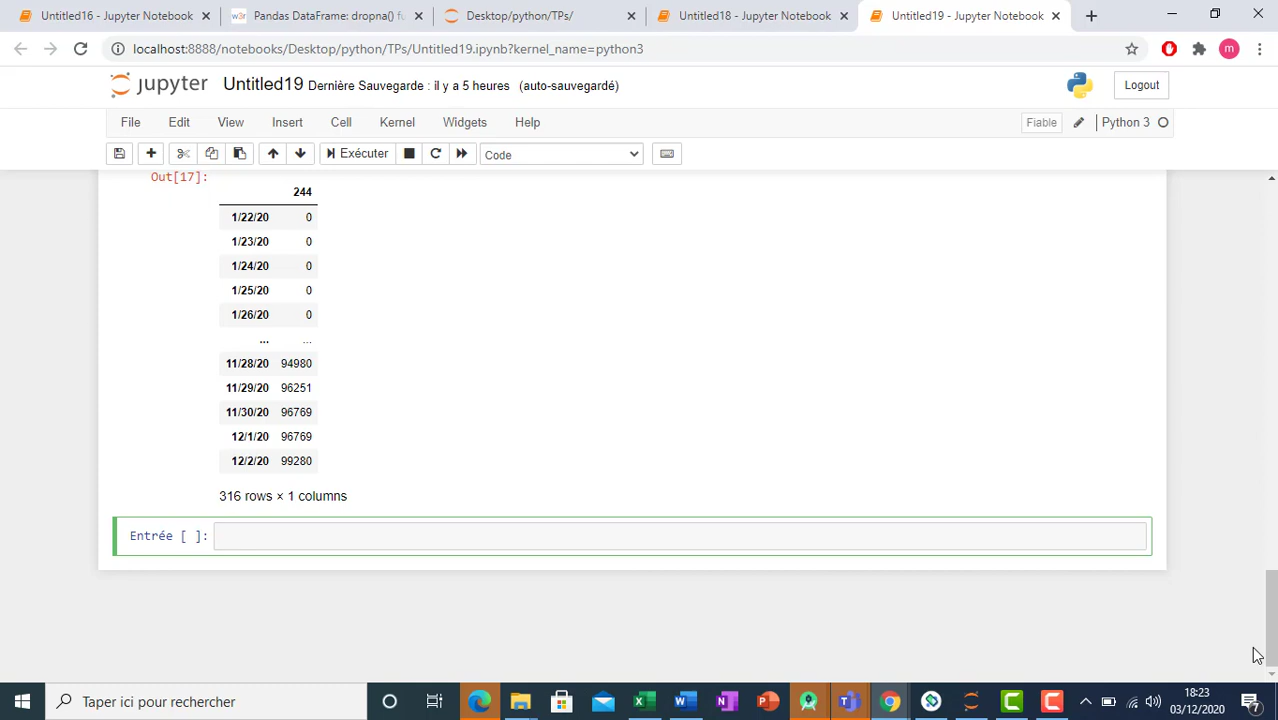 Untitled16 - Jupyter Notebook
w3r Pandas DataFrame: dropna() fu
Desktop/python/TPs/
Untitled18 - Jupyter Notebook
Untitled19 - Jupyter Notebook
localhost:8888/notebooks/Desktop/python/TPs/Untitled19.ipynb?kernel_name=python3
m
jupyter Untitled19 Dernière Sauvegarde : il y a 5 heures (auto-sauvegardé)
Logout
File Edit View Insert Cell Kernel Widgets Help
Fiable Python 3
Exécuter Code
Out[17]:
244
1/22/20 0
1/23/20 0
1/24/20 0
1/25/20 0
1/26/20 0
... ...
11/28/20 94980
11/29/20 96251
11/30/20 96769
12/1/20 96769
12/2/20 99280
316 rows × 1 columns
Entrée [ ]:
Taper ici pour rechercher
18:23
03/12/2020
7